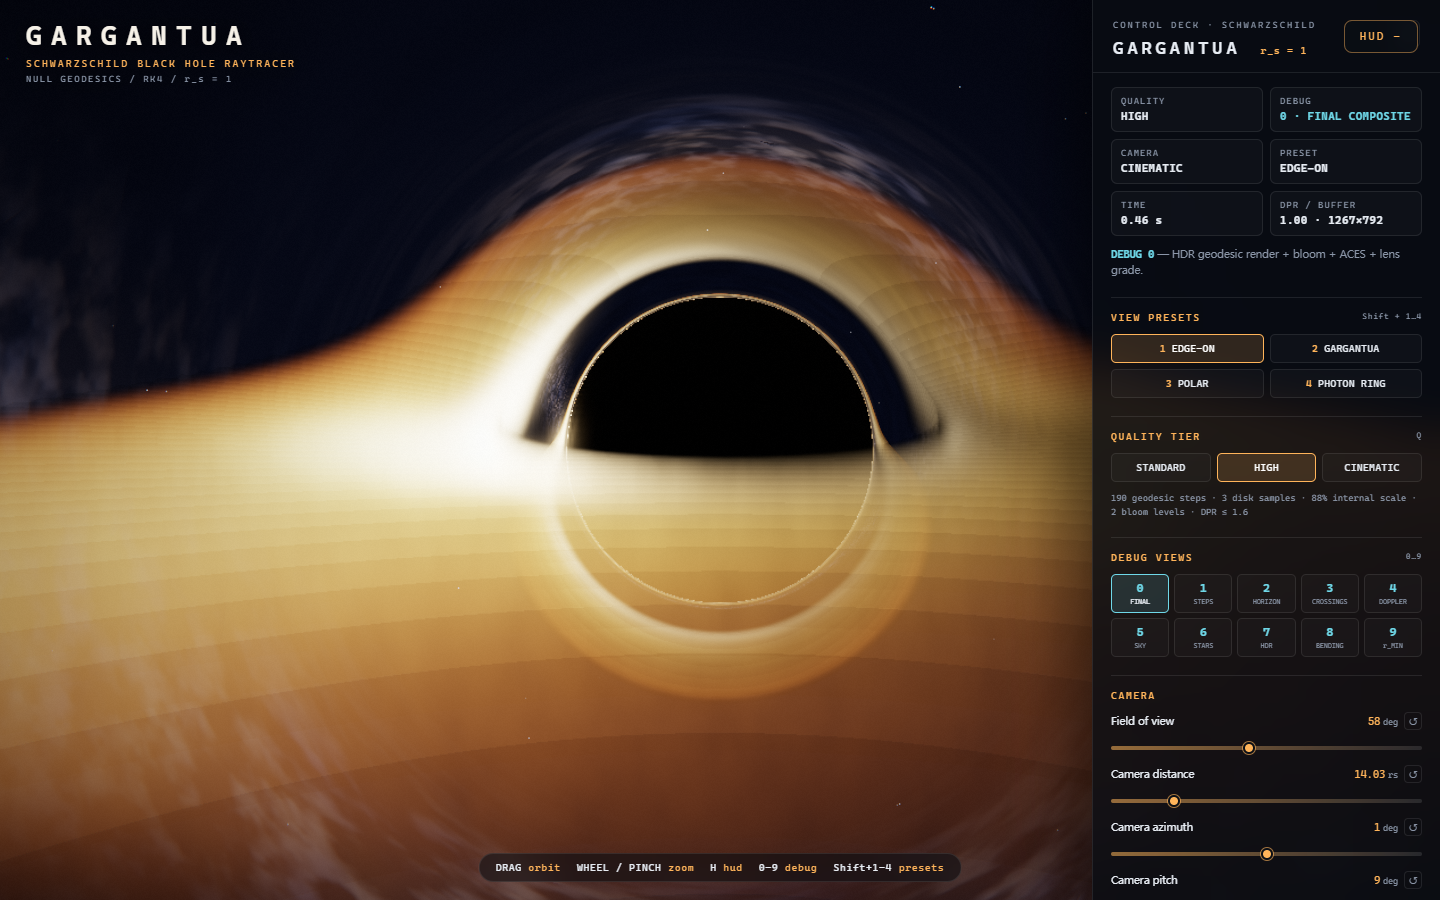 GARGANTUA
SCHWARZSCHILD BLACK HOLE RAYTRACER
NULL GEODESICS / RK4 / r_s = 1
DRAG orbit WHEEL / PINCH zoom H hud 0–9 debug Shift+1–4 presets
CONTROL DECK · SCHWARZSCHILD
GARGANTUA r_s = 1
HUD −
QUALITY
HIGH
DEBUG
0 · FINAL COMPOSITE
CAMERA
CINEMATIC
PRESET
EDGE-ON
TIME
0.46 s
DPR / BUFFER
1.00 · 1267×792
DEBUG 0 — HDR geodesic render + bloom + ACES + lens
grade.
VIEW PRESETS Shift + 1…4
1 EDGE-ON
2 GARGANTUA
3 POLAR
4 PHOTON RING
QUALITY TIER Q
STANDARD
HIGH
CINEMATIC
190 geodesic steps · 3 disk samples · 88% internal scale ·
2 bloom levels · DPR ≤ 1.6
DEBUG VIEWS 0…9
0
FINAL
1
STEPS
2
HORIZON
3
CROSSINGS
4
DOPPLER
5
SKY
6
STARS
7
HDR
8
BENDING
9
r_MIN
CAMERA
Field of view 58 deg ↺
Camera distance 14.03 rs ↺
Camera azimuth 1 deg ↺
Camera pitch 9 deg ↺